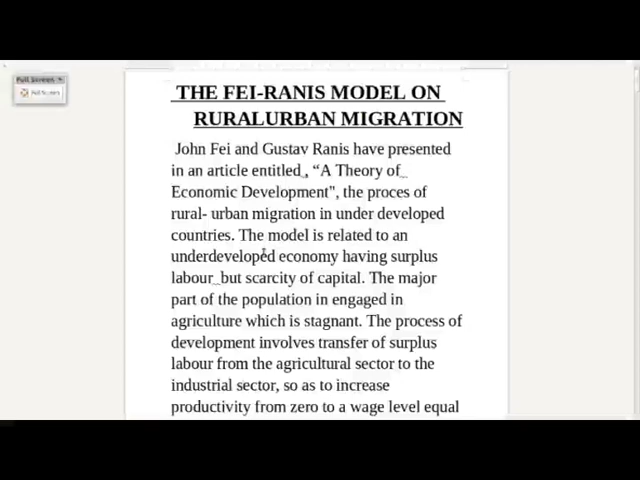 Full Screen
Full Screen
THE FEI-RANIS MODEL ON
RURALURBAN MIGRATION
John Fei and Gustav Ranis have presented
in an article entitled , “A Theory of
Economic Development", the proces of
rural- urban migration in under developed
countries. The model is related to an
underdeveloped economy having surplus
labour but scarcity of capital. The major
part of the population in engaged in
agriculture which is stagnant. The process of
development involves transfer of surplus
labour from the agricultural sector to the
industrial sector, so as to increase
productivity from zero to a wage level equal